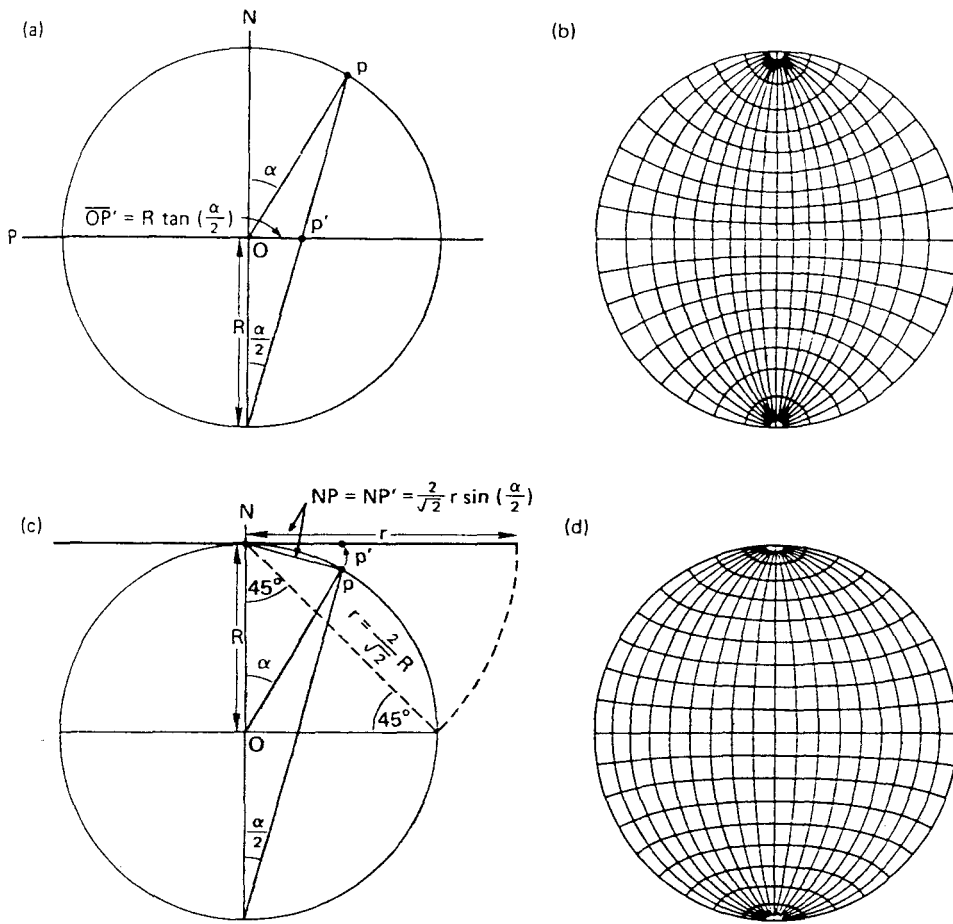 (a)
N
p
α
OP' = R tan (α/2)
P
O
p'
R
α/2
(b)
(c)
N
NP = NP' = 2/√2 r sin (α/2)
r
p'
p
45°
R
r = 2/√2 R
α
45°
O
α/2
(d)